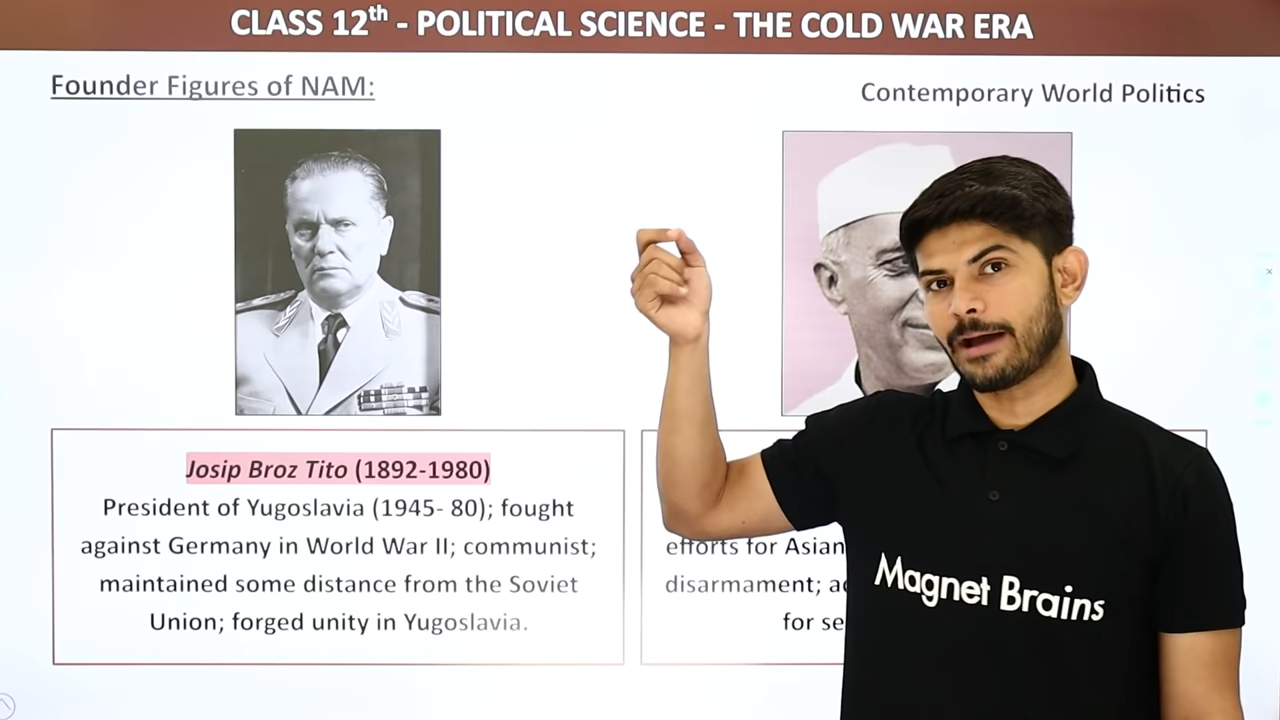 CLASS 12th - POLITICAL SCIENCE - THE COLD WAR ERA
Founder Figures of NAM:
Contemporary World Politics
Josip Broz Tito (1892-1980)
President of Yugoslavia (1945- 80); fought
against Germany in World War II; communist;
maintained some distance from the Soviet
Union; forged unity in Yugoslavia.
efforts for Asian
disarmament;
for
Magnet Brains